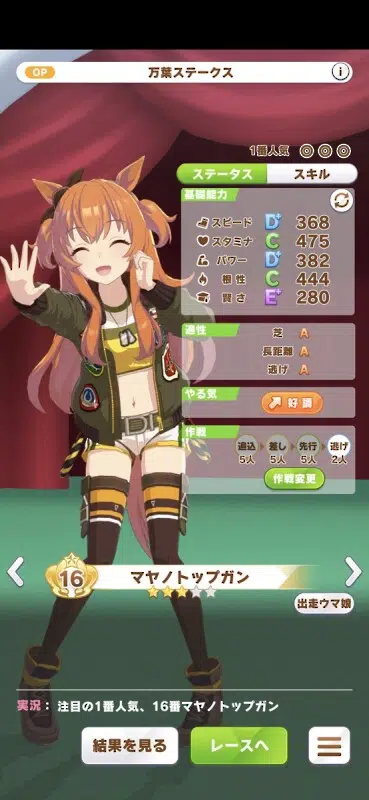 OP 万葉ステークス
1番人気 ◎ ◎ ◎
ステータス スキル
基礎能力
スピード D+ 368
スタミナ C 475
パワー D+ 382
根性 C 444
賢さ E+ 280
適性
芝 A
長距離 A
逃げ A
やる気
好調
作戦
追込 差し 先行 逃げ
5人 5人 5人 2人
作戦変更
16 マヤノトップガン
出走ウマ娘
実況： 注目の1番人気、16番マヤノトップガン
結果を見る レースへ